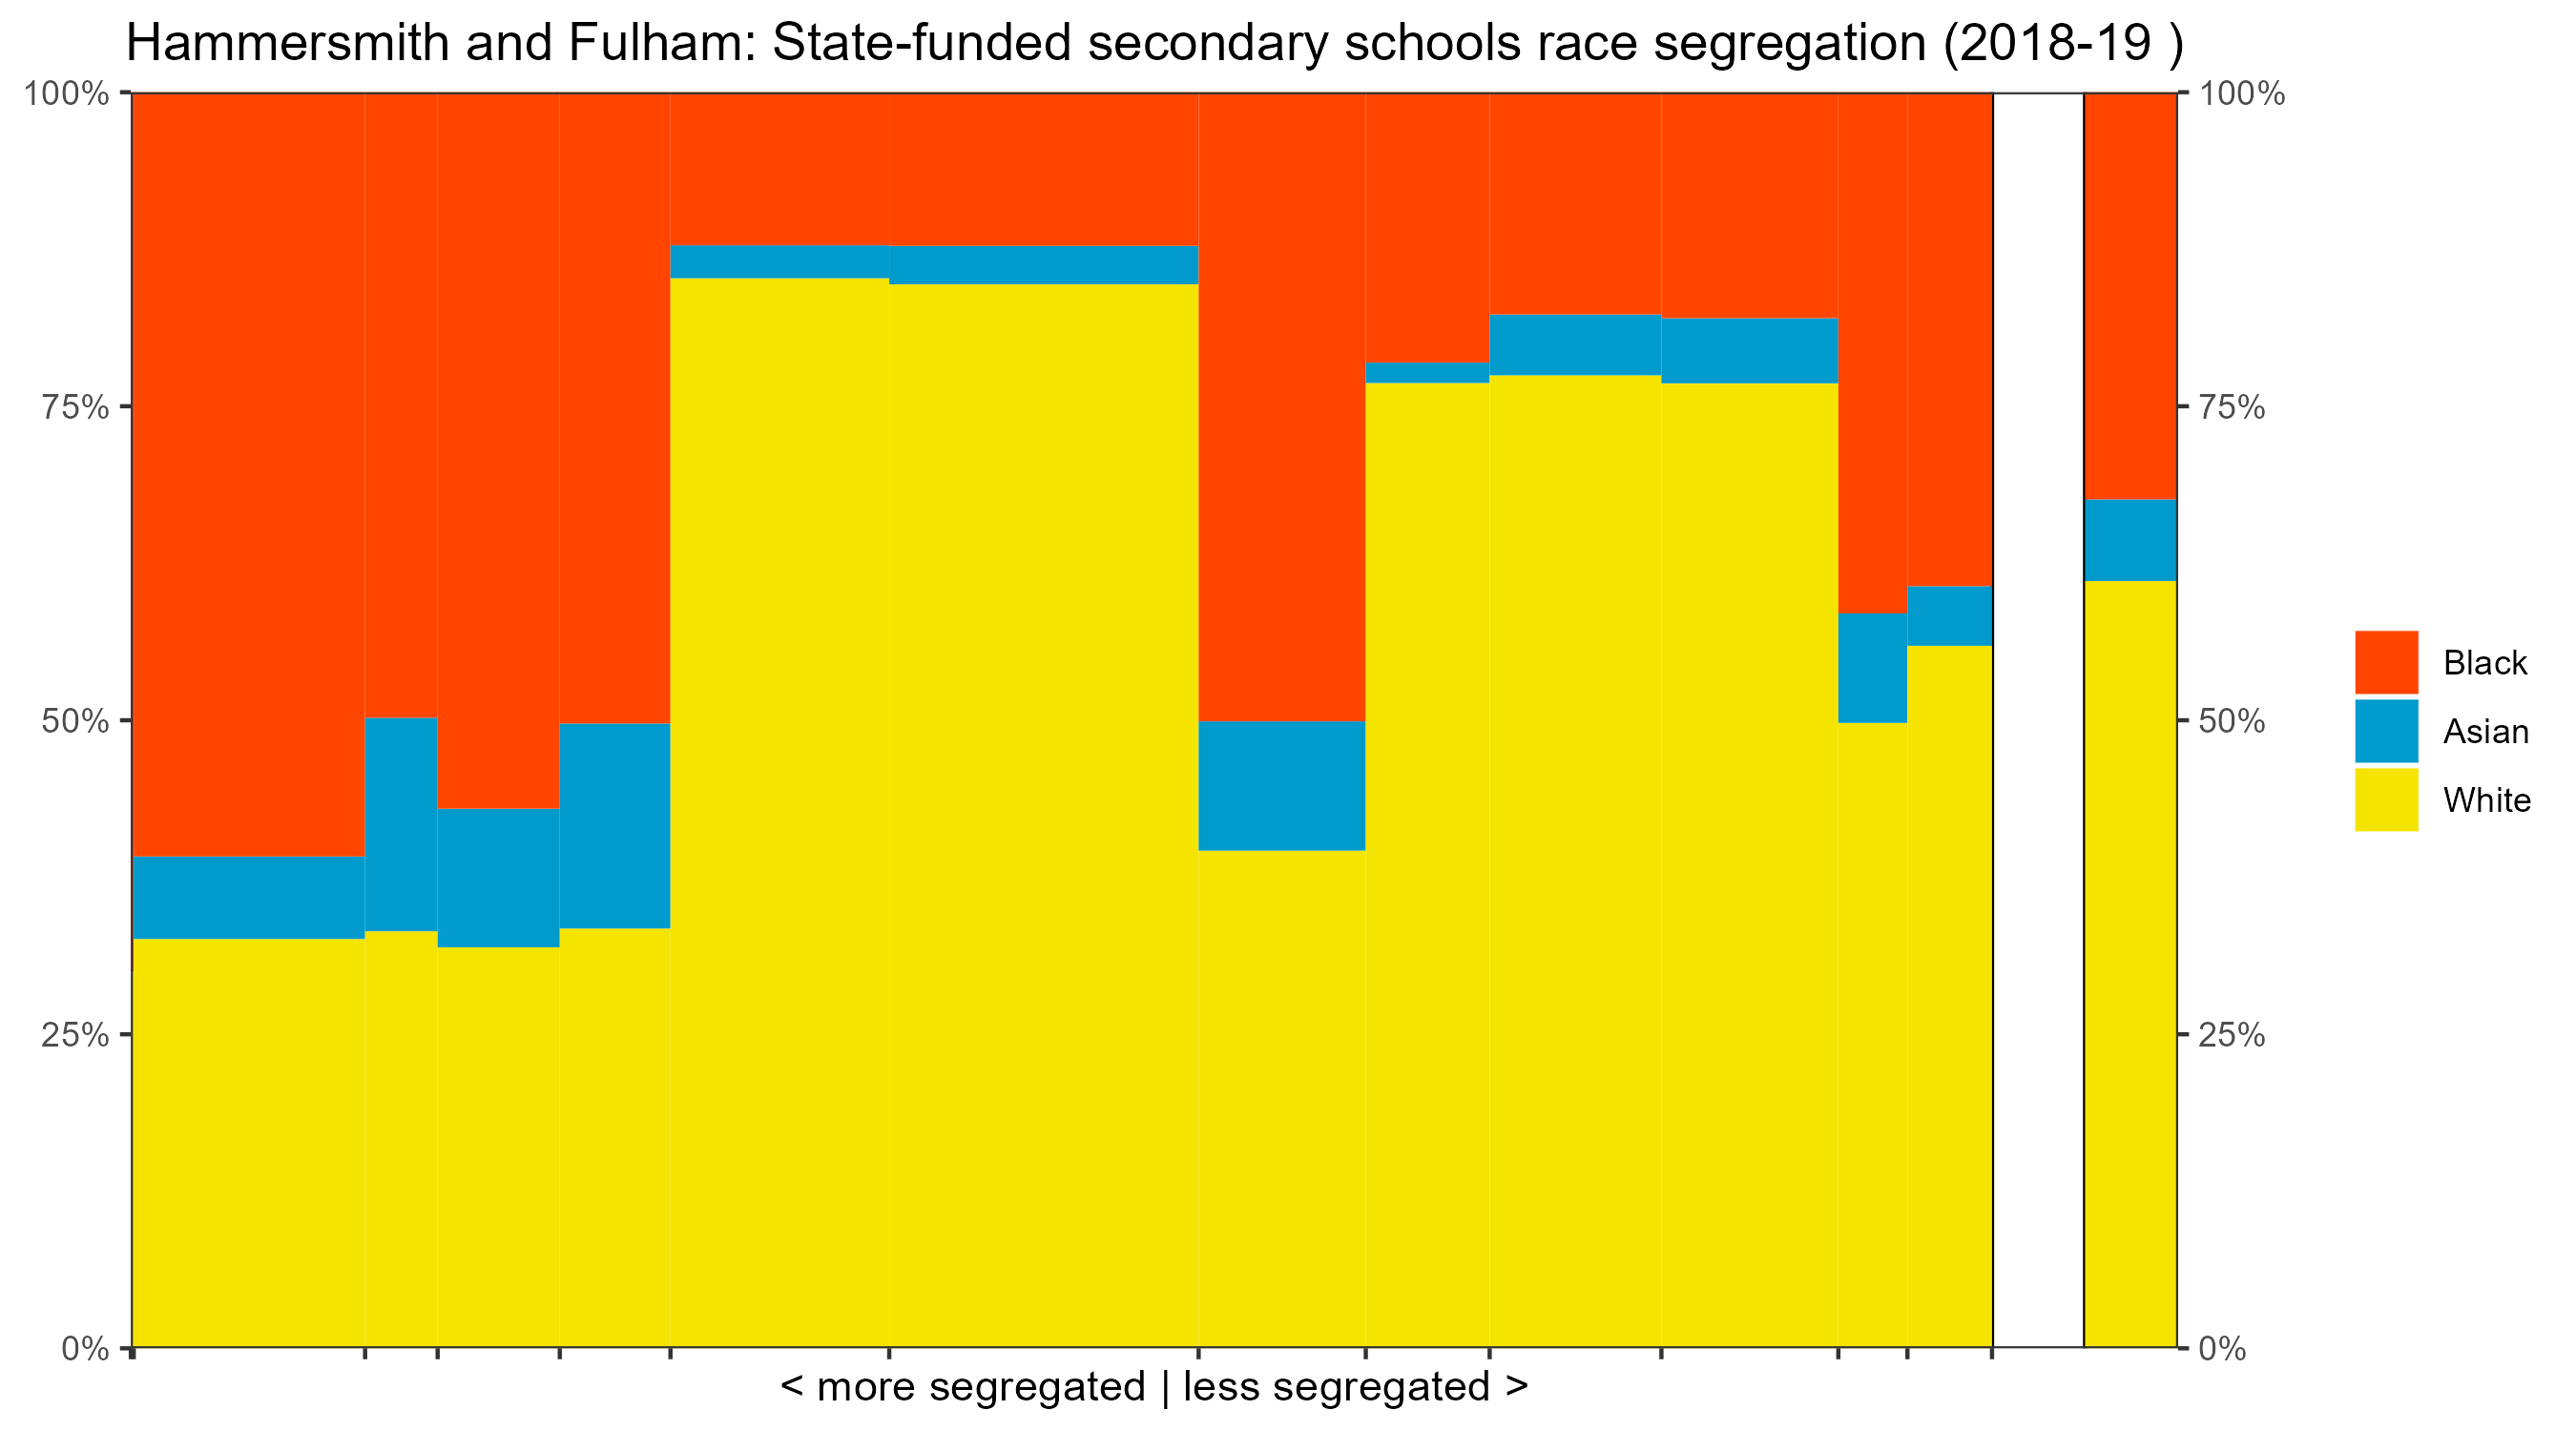 Hammersmith and Fulham: State-funded secondary schools race segregation (2018-19 )
100%
75%
50%
25%
0%
100%
75%
50%
25%
0%
Black
Asian
White
< more segregated | less segregated >